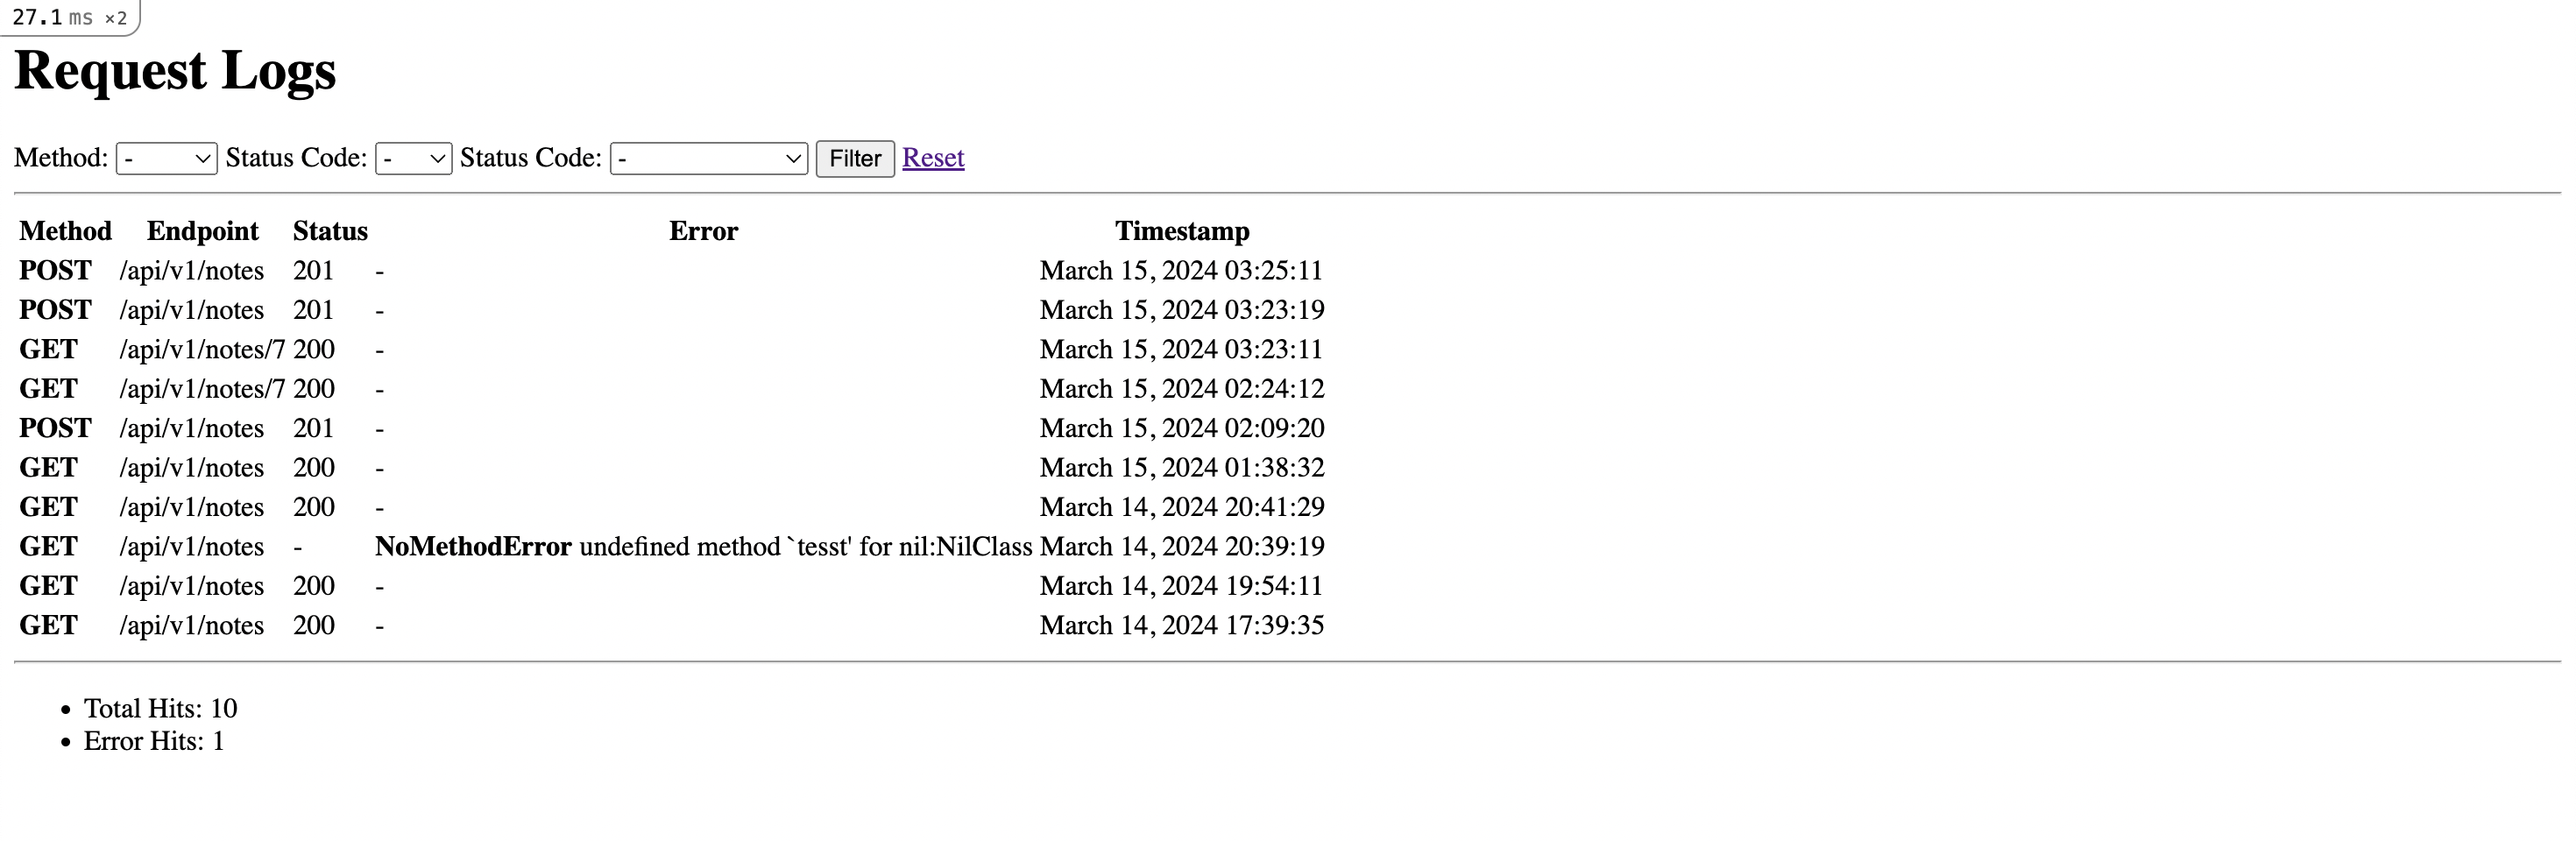 27.1 ms ×2
Request Logs
Method: - Status Code: - Status Code: - Filter Reset
Method Endpoint Status Error Timestamp
POST /api/v1/notes 201 - March 15, 2024 03:25:11
POST /api/v1/notes 201 - March 15, 2024 03:23:19
GET /api/v1/notes/7 200 - March 15, 2024 03:23:11
GET /api/v1/notes/7 200 - March 15, 2024 02:24:12
POST /api/v1/notes 201 - March 15, 2024 02:09:20
GET /api/v1/notes 200 - March 15, 2024 01:38:32
GET /api/v1/notes 200 - March 14, 2024 20:41:29
GET /api/v1/notes - NoMethodError undefined method `tesst' for nil:NilClass March 14, 2024 20:39:19
GET /api/v1/notes 200 - March 14, 2024 19:54:11
GET /api/v1/notes 200 - March 14, 2024 17:39:35
• Total Hits: 10
• Error Hits: 1